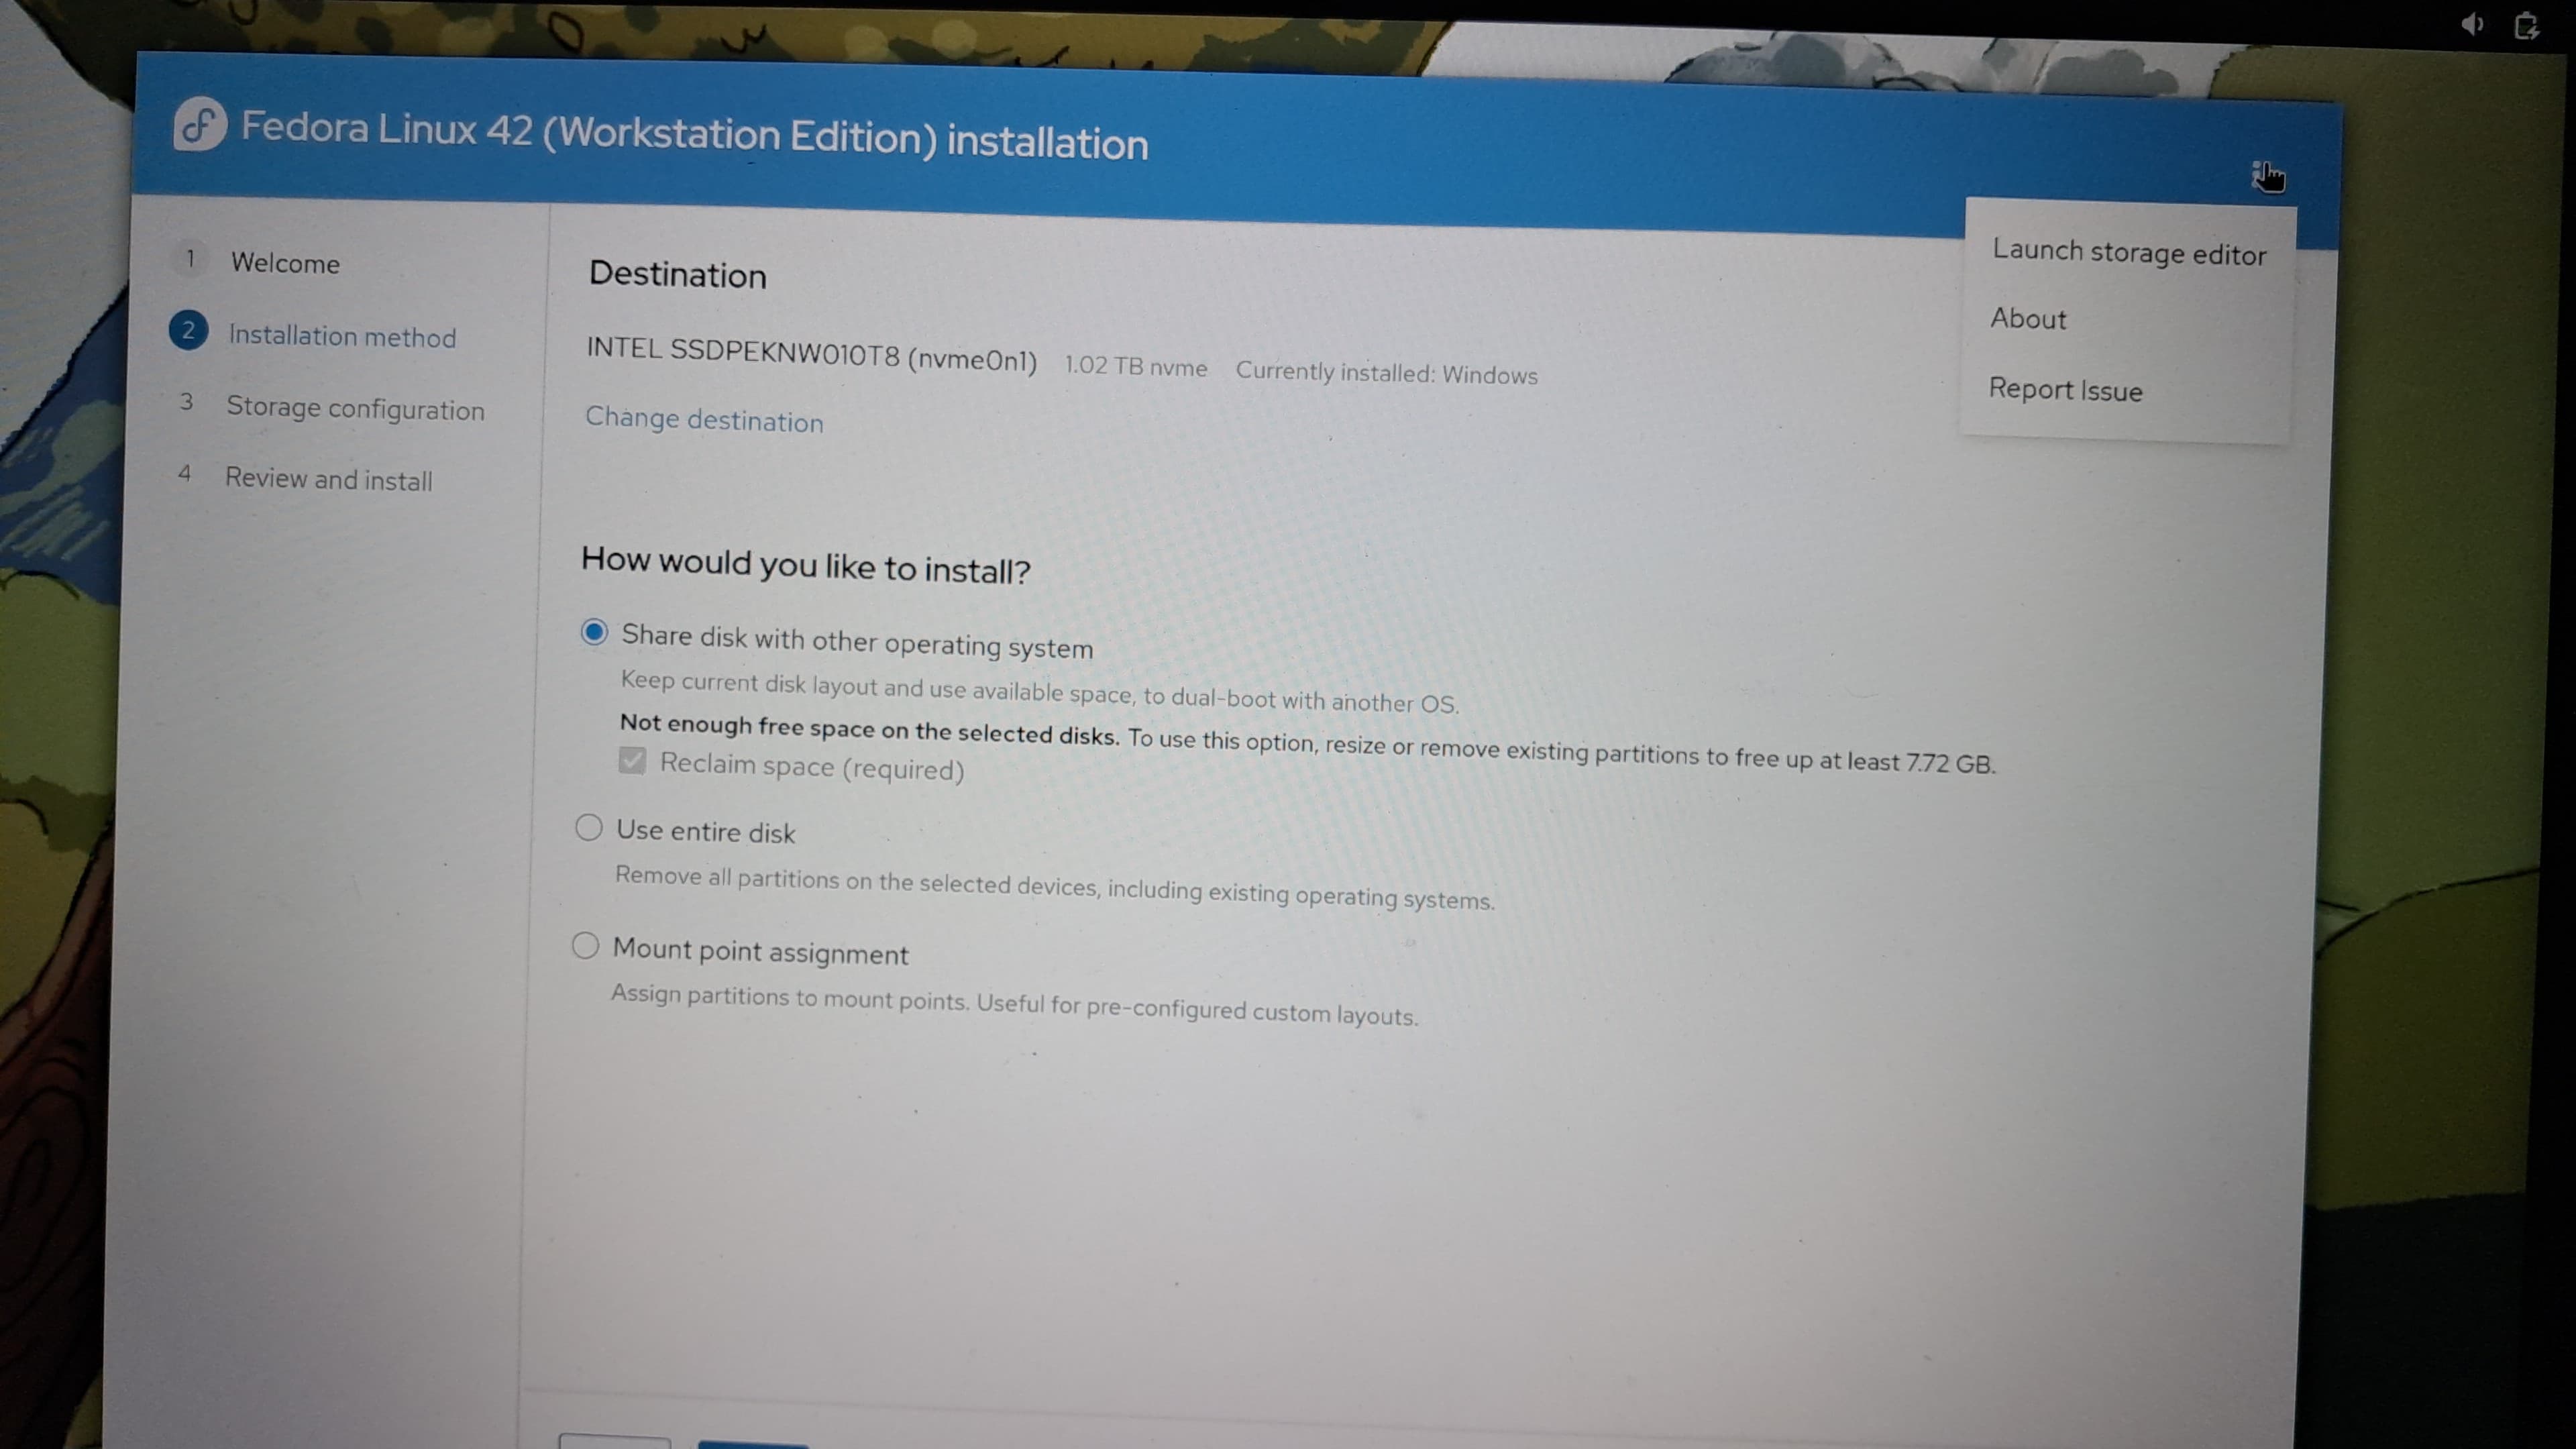 Fedora Linux 42 (Workstation Edition) installation
Launch storage editor
About
Report Issue
1 Welcome
2 Installation method
3 Storage configuration
4 Review and install
Destination
INTEL SSDPEKNW010T8 (nvme0n1) 1.02 TB nvme Currently installed: Windows
Change destination
How would you like to install?
Share disk with other operating system
Keep current disk layout and use available space, to dual-boot with another OS.
Not enough free space on the selected disks. To use this option, resize or remove existing partitions to free up at least 7.72 GB.
Reclaim space (required)
Use entire disk
Remove all partitions on the selected devices, including existing operating systems.
Mount point assignment
Assign partitions to mount points. Useful for pre-configured custom layouts.